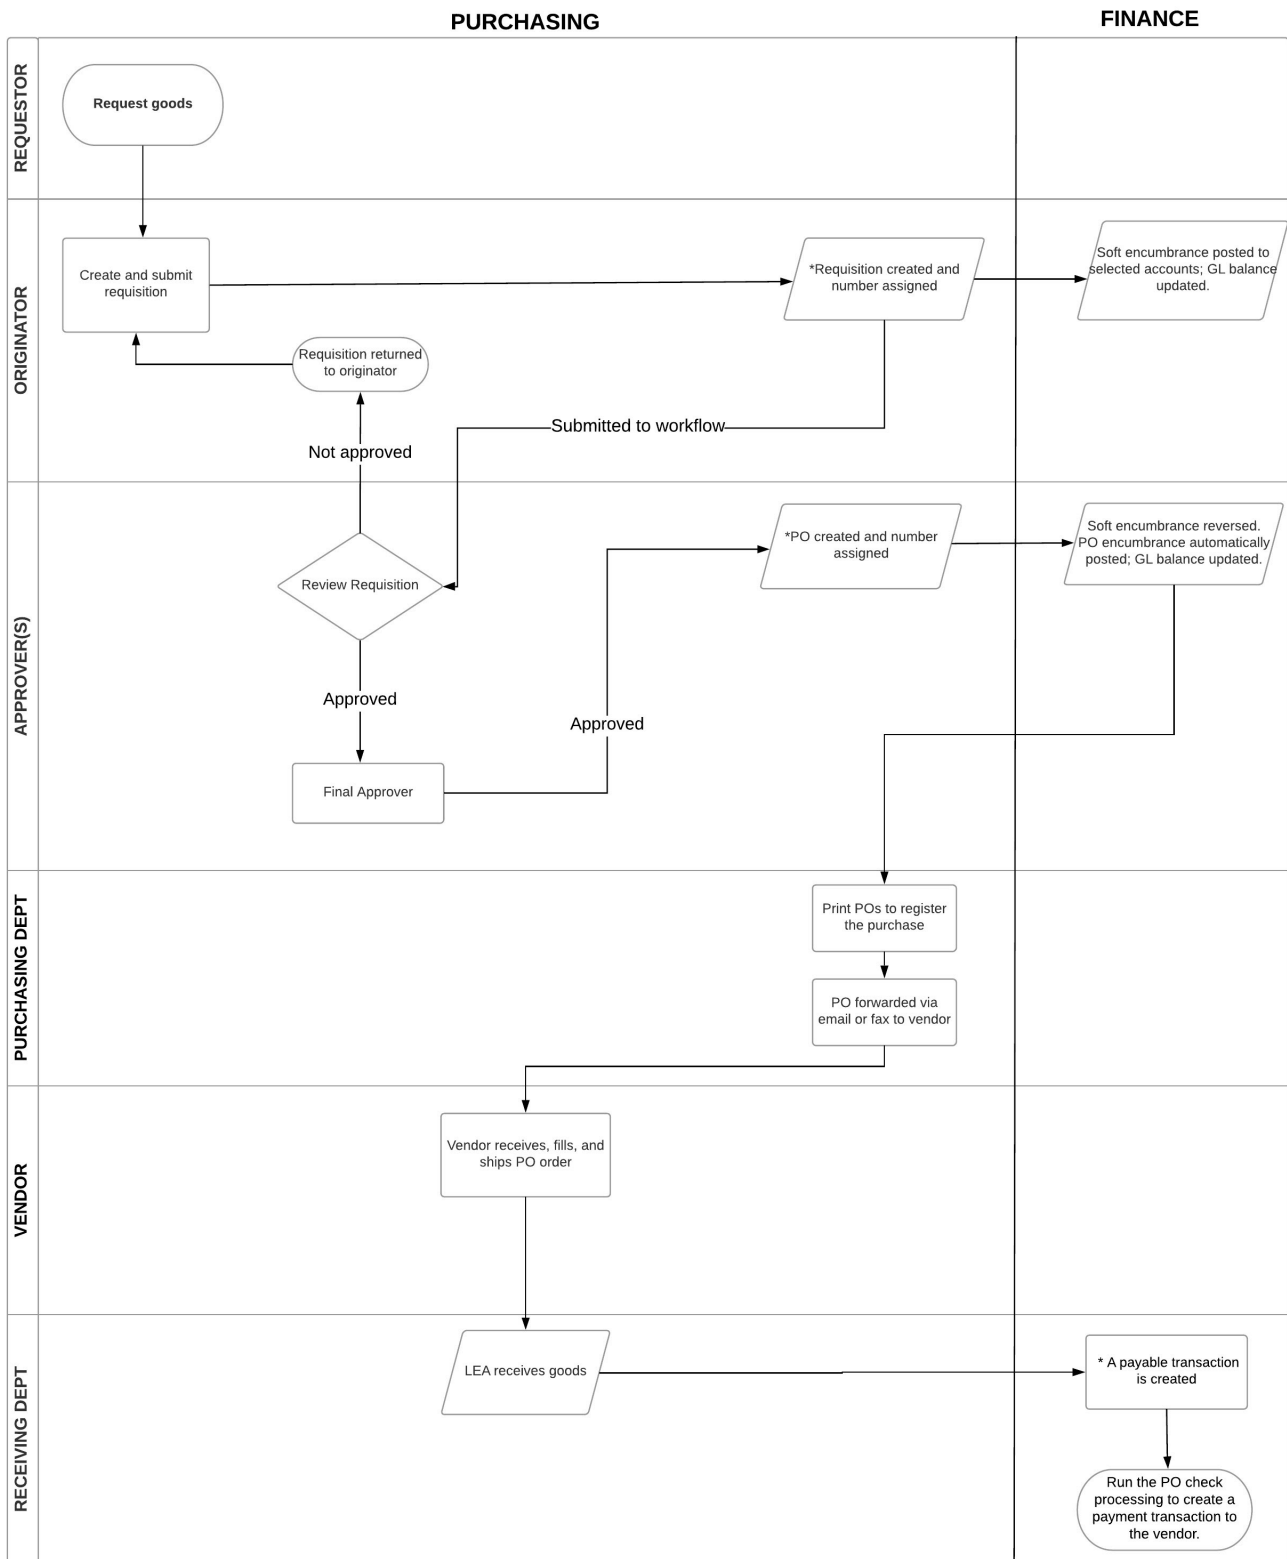 PURCHASING
FINANCE
REQUESTOR
Request goods
ORIGINATOR
Create and submit
requisition
*Requisition created and
number assigned
Soft encumbrance posted to
selected accounts; GL balance
updated.
Requisition returned
to originator
Submitted to workflow
Not approved
APPROVER(S)
*PO created and number
assigned
Soft encumbrance reversed.
PO encumbrance automatically
posted; GL balance updated.
Review Requisition
Approved
Approved
Final Approver
PURCHASING DEPT
Print POs to register
the purchase
PO forwarded via
email or fax to vendor
VENDOR
Vendor receives, fills, and
ships PO order
RECEIVING DEPT
LEA receives goods
* A payable transaction
is created
Run the PO check
processing to create a
payment transaction to
the vendor.